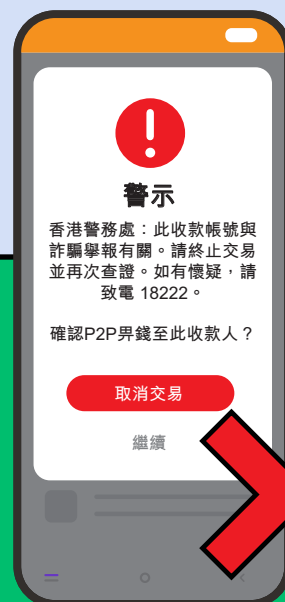 警示
香港警務處：此收款帳號與
詐騙舉報有關。請終止交易
並再次查證。如有懷疑，請
致電 18222。
確認P2P畀錢至此收款人？
取消交易
繼續